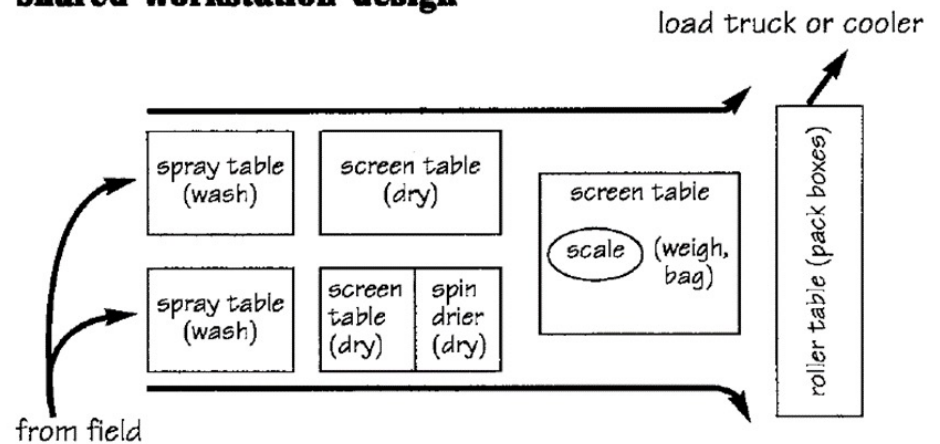 shared workstation design
load truck or cooler
spray table
(wash)
screen table
(dry)
screen table
scale
(weigh,
bag)
roller table (pack boxes)
spray table
(wash)
screen
table
(dry)
spin
drier
(dry)
from field